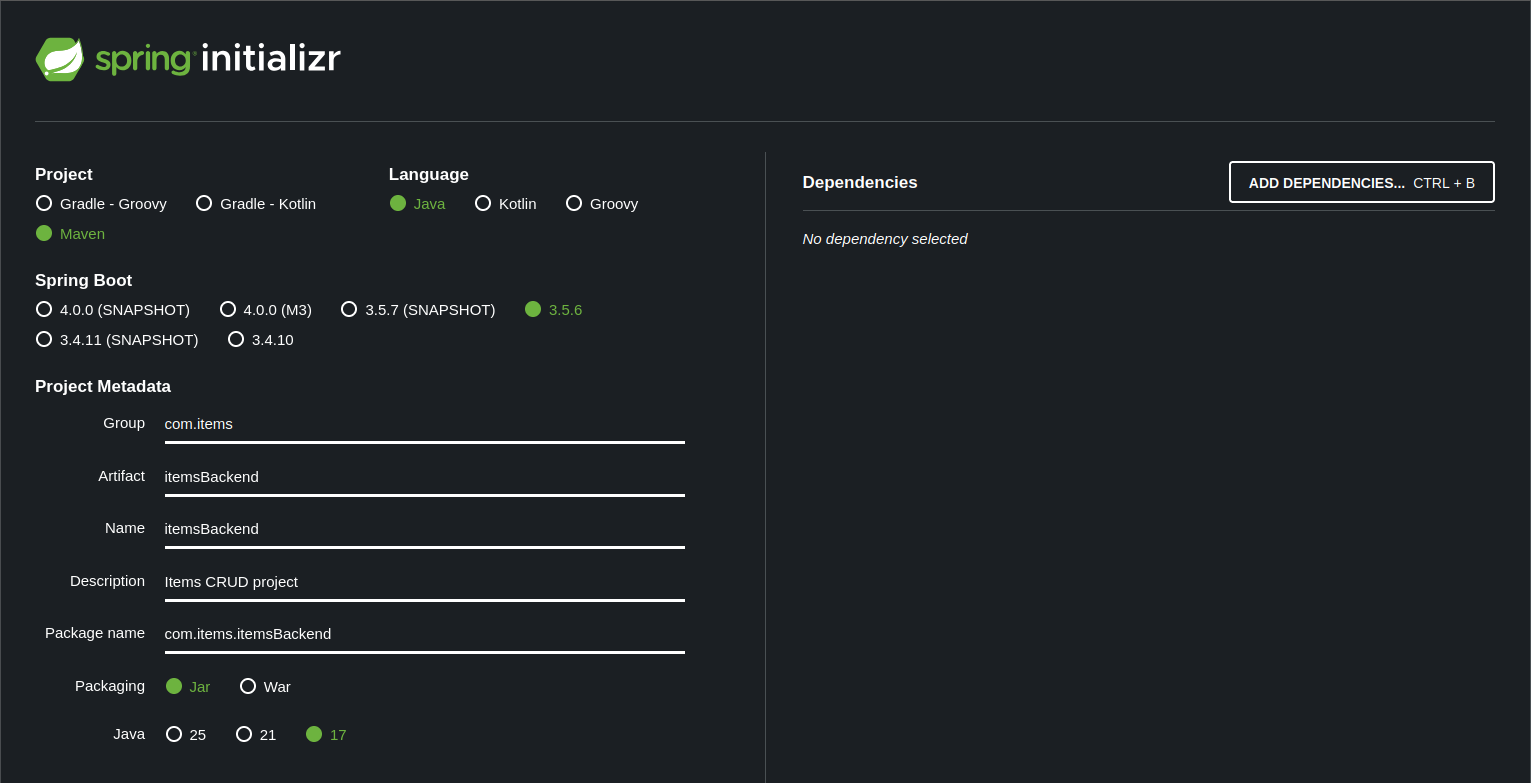 spring initializr
Project
Gradle - Groovy Gradle - Kotlin
Maven
Language
Java Kotlin Groovy
Spring Boot
4.0.0 (SNAPSHOT) 4.0.0 (M3) 3.5.7 (SNAPSHOT) 3.5.6
3.4.11 (SNAPSHOT) 3.4.10
Project Metadata
Group com.items
Artifact itemsBackend
Name itemsBackend
Description Items CRUD project
Package name com.items.itemsBackend
Packaging Jar War
Java 25 21 17
Dependencies
ADD DEPENDENCIES... CTRL + B
No dependency selected